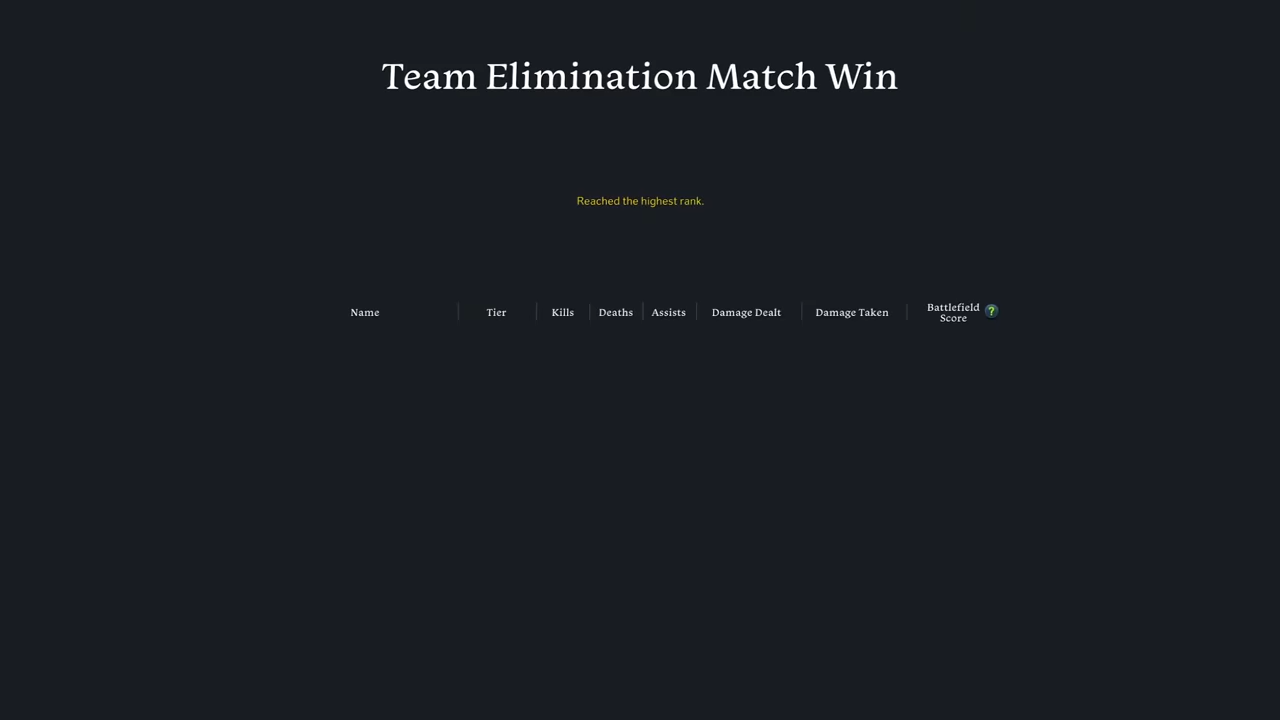 Team Elimination Match Win
Reached the highest rank.
Name Tier Kills Deaths Assists Damage Dealt Damage Taken Battlefield Score ?